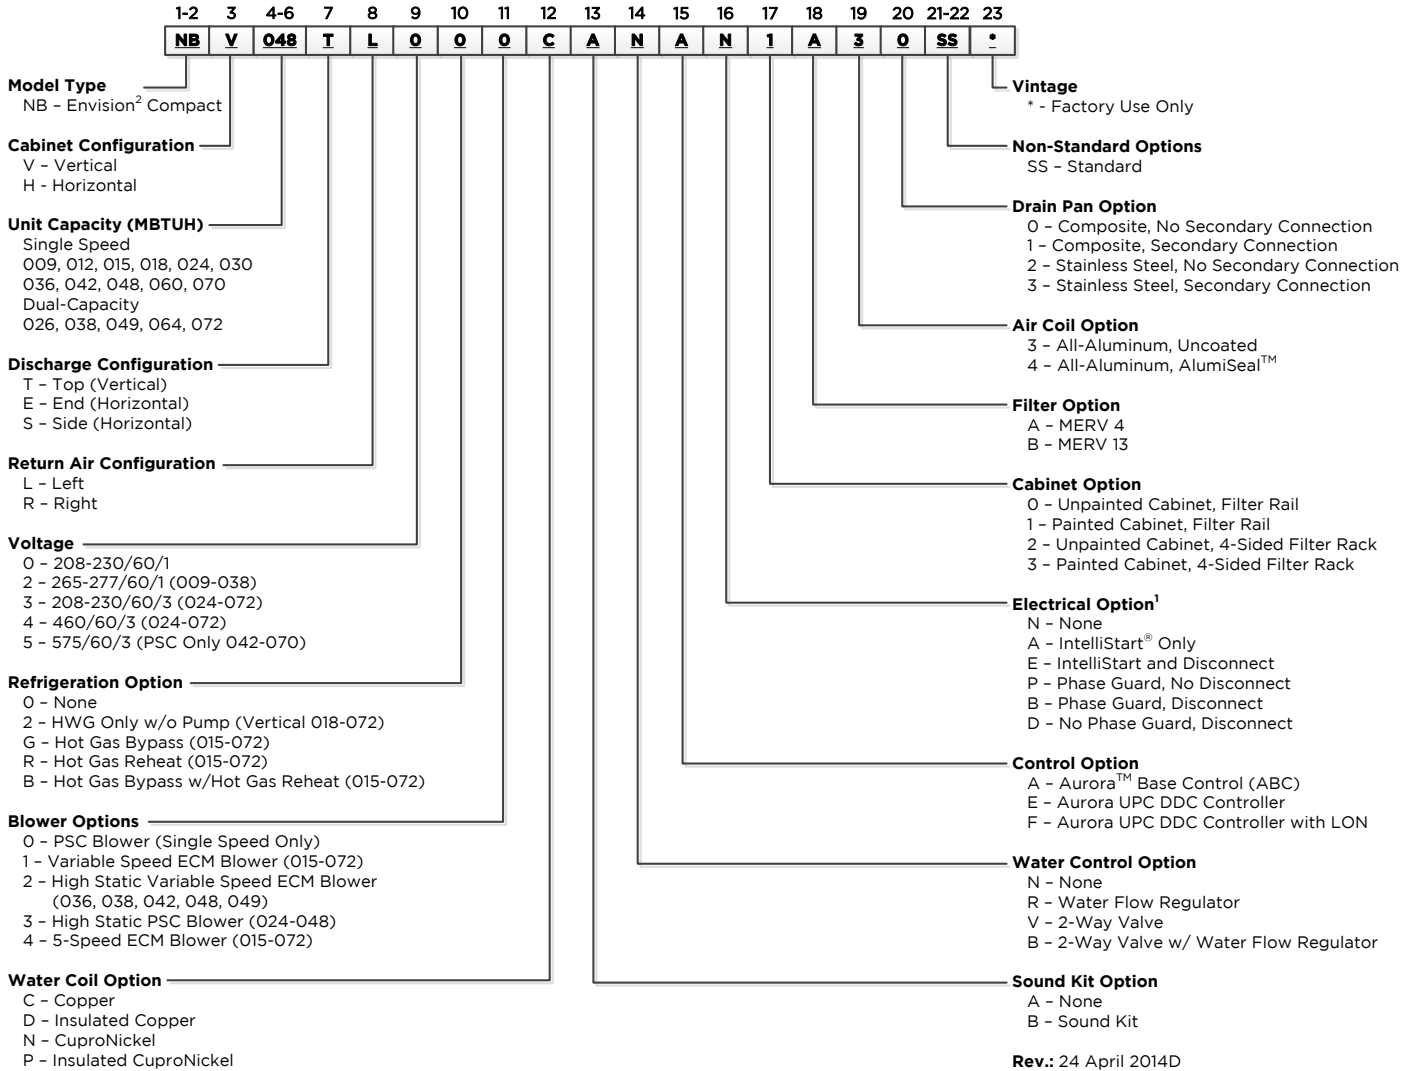 1-2 3 4-6 7 8 9 10 11 12 13 14 15 16 17 18 19 20 21-22 23
NB V 048 T L 0 0 0 C A N A N 1 A 3 0 SS *
Model Type
NB – Envision2 Compact
Cabinet Configuration
V – Vertical
H - Horizontal
Unit Capacity (MBTUH)
Single Speed
009, 012, 015, 018, 024, 030
036, 042, 048, 060, 070
Dual-Capacity
026, 038, 049, 064, 072
Discharge Configuration
T – Top (Vertical)
E – End (Horizontal)
S – Side (Horizontal)
Return Air Configuration
L – Left
R – Right
Voltage
0 – 208-230/60/1
2 – 265-277/60/1 (009-038)
3 – 208-230/60/3 (024-072)
4 – 460/60/3 (024-072)
5 – 575/60/3 (PSC Only 042-070)
Refrigeration Option
0 – None
2 – HWG Only w/o Pump (Vertical 018-072)
G – Hot Gas Bypass (015-072)
R – Hot Gas Reheat (015-072)
B – Hot Gas Bypass w/Hot Gas Reheat (015-072)
Blower Options
0 – PSC Blower (Single Speed Only)
1 – Variable Speed ECM Blower (015-072)
2 – High Static Variable Speed ECM Blower
(036, 038, 042, 048, 049)
3 – High Static PSC Blower (024-048)
4 – 5-Speed ECM Blower (015-072)
Water Coil Option
C – Copper
D – Insulated Copper
N – CuproNickel
P – Insulated CuproNickel
Vintage
* - Factory Use Only
Non-Standard Options
SS – Standard
Drain Pan Option
0 – Composite, No Secondary Connection
1 – Composite, Secondary Connection
2 – Stainless Steel, No Secondary Connection
3 – Stainless Steel, Secondary Connection
Air Coil Option
3 – All-Aluminum, Uncoated
4 – All-Aluminum, AlumiSeal™
Filter Option
A – MERV 4
B – MERV 13
Cabinet Option
0 – Unpainted Cabinet, Filter Rail
1 – Painted Cabinet, Filter Rail
2 – Unpainted Cabinet, 4-Sided Filter Rack
3 – Painted Cabinet, 4-Sided Filter Rack
Electrical Option1
N – None
A – IntelliStart® Only
E – IntelliStart and Disconnect
P – Phase Guard, No Disconnect
B – Phase Guard, Disconnect
D – No Phase Guard, Disconnect
Control Option
A – Aurora™ Base Control (ABC)
E – Aurora UPC DDC Controller
F – Aurora UPC DDC Controller with LON
Water Control Option
N – None
R – Water Flow Regulator
V – 2-Way Valve
B – 2-Way Valve w/ Water Flow Regulator
Sound Kit Option
A – None
B – Sound Kit
Rev.: 24 April 2014D